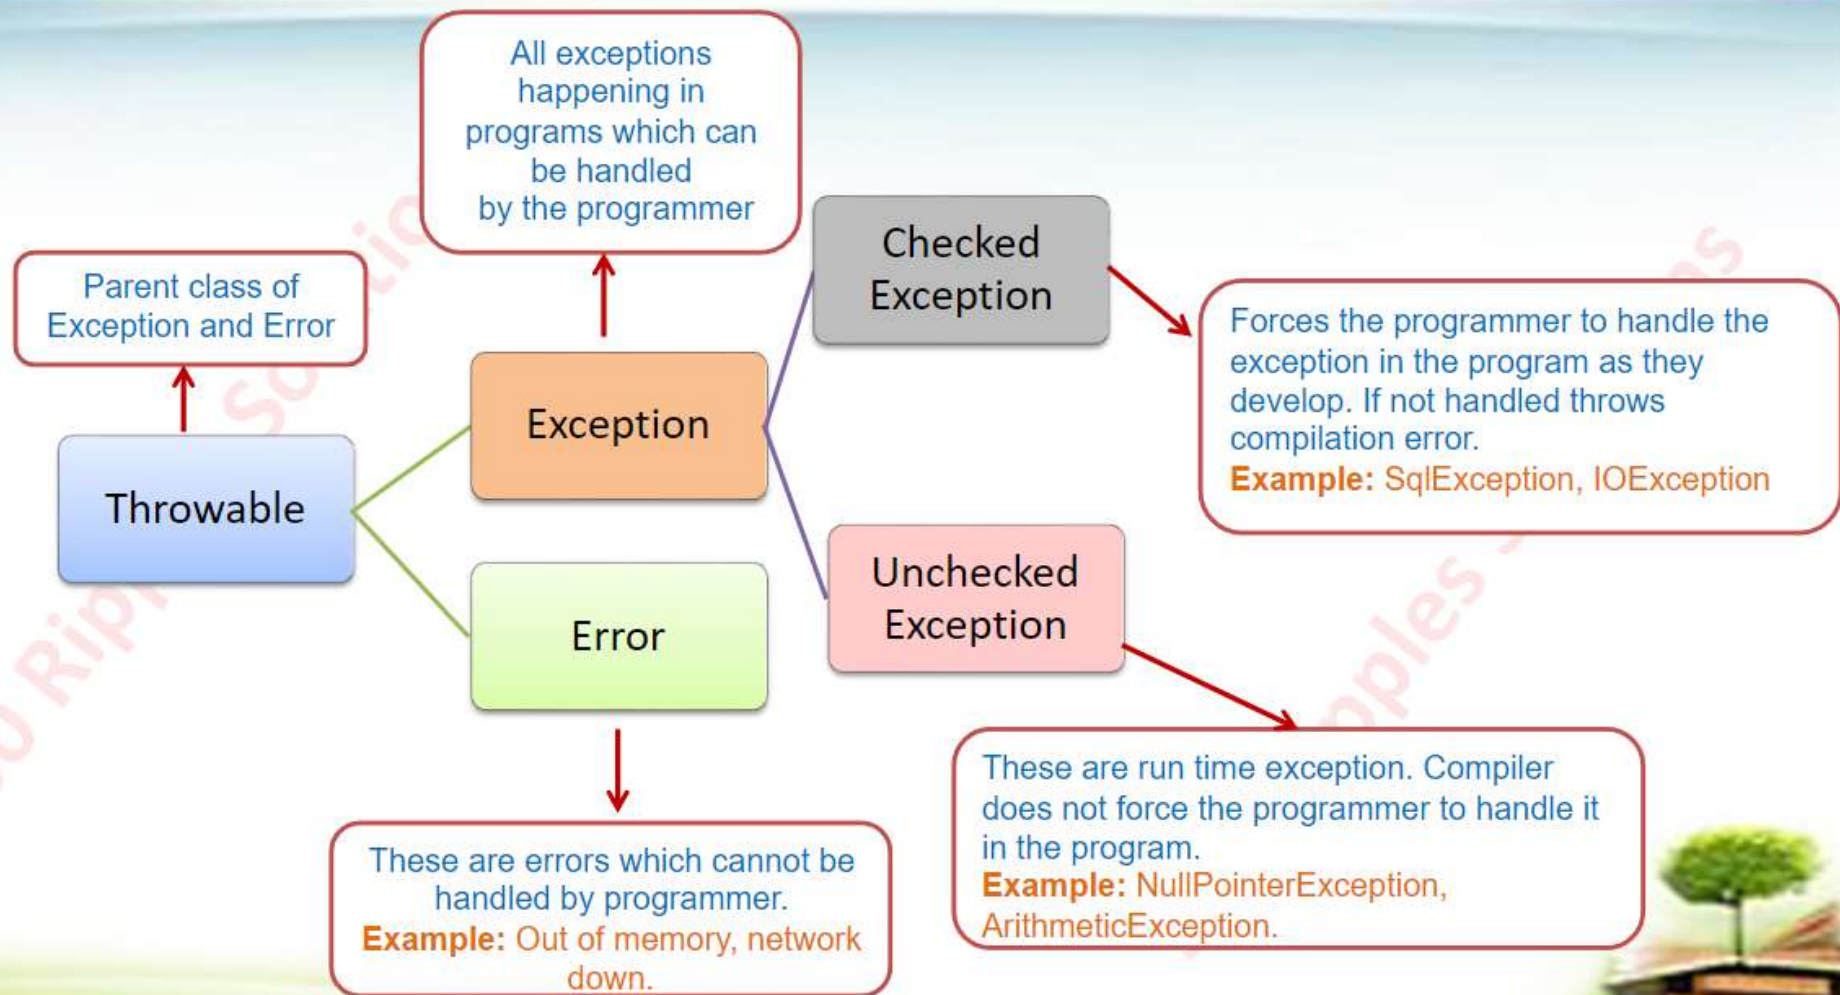 All exceptions
happening in
programs which can
be handled
by the programmer
Parent class of
Exception and Error
Throwable
Exception
Error
Checked
Exception
Unchecked
Exception
Forces the programmer to handle the
exception in the program as they
develop. If not handled throws
compilation error.
Example: SqlException, IOException
These are run time exception. Compiler
does not force the programmer to handle it
in the program.
Example: NullPointerException,
ArithmeticException.
These are errors which cannot be
handled by programmer.
Example: Out of memory, network
down.